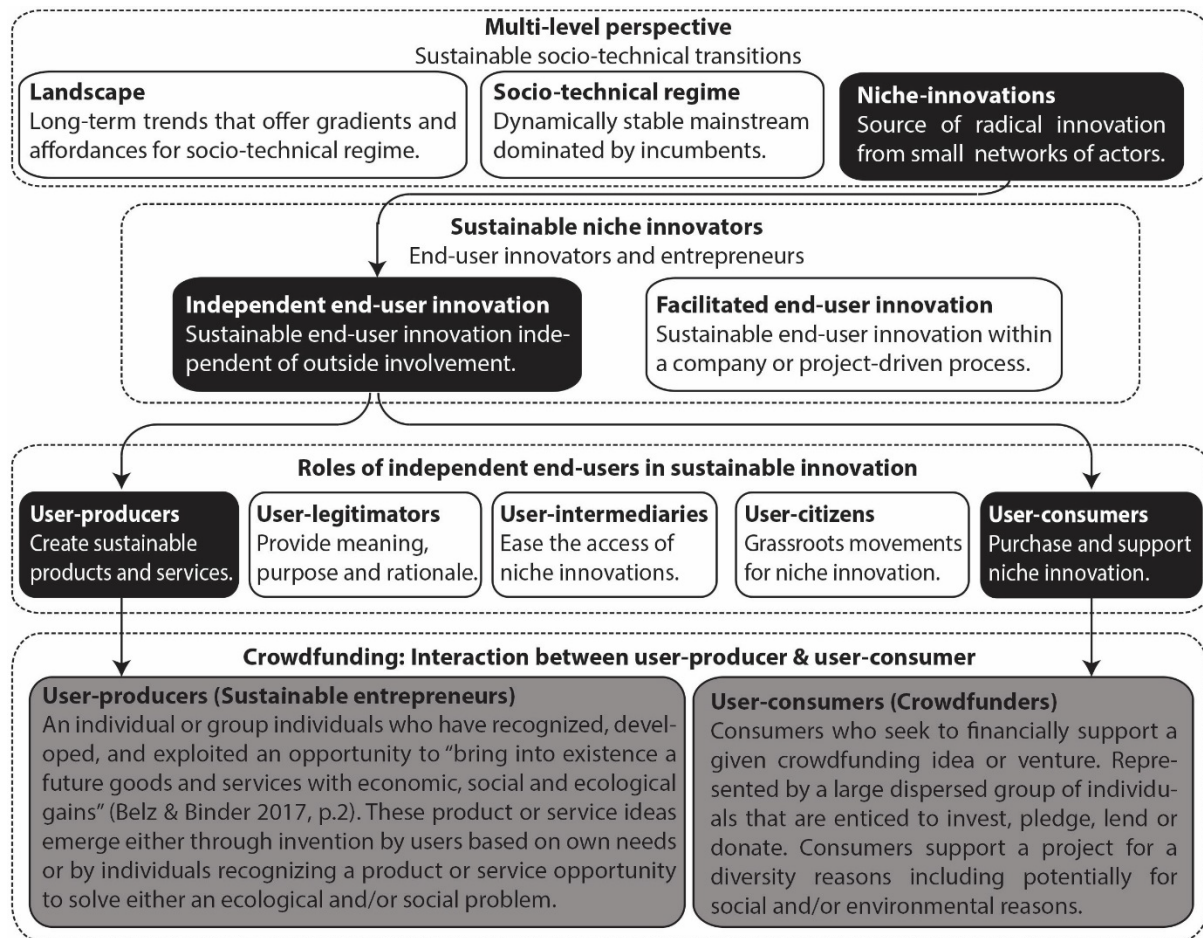 Multi-level perspective
Sustainable socio-technical transitions
Landscape
Long-term trends that offer gradients and
affordances for socio-technical regime.
Socio-technical regime
Dynamically stable mainstream
dominated by incumbents.
Niche-innovations
Source of radical innovation
from small networks of actors.
Sustainable niche innovators
End-user innovators and entrepreneurs
Independent end-user innovation
Sustainable end-user innovation inde-
pendent of outside involvement.
Facilitated end-user innovation
Sustainable end-user innovation within
a company or project-driven process.
Roles of independent end-users in sustainable innovation
User-producers
Create sustainable
products and services.
User-legitimators
Provide meaning,
purpose and rationale.
User-intermediaries
Ease the access of
niche innovations.
User-citizens
Grassroots movements
for niche innovation.
User-consumers
Purchase and support
niche innovation.
Crowdfunding: Interaction between user-producer & user-consumer
User-producers (Sustainable entrepreneurs)
An individual or group individuals who have recognized, devel-
oped, and exploited an opportunity to “bring into existence a
future goods and services with economic, social and ecological
gains” (Belz & Binder 2017, p.2). These product or service ideas
emerge either through invention by users based on own needs
or by individuals recognizing a product or service opportunity
to solve either an ecological and/or social problem.
User-consumers (Crowdfunders)
Consumers who seek to financially support a
given crowdfunding idea or venture. Repre-
sented by a large dispersed group of individu-
als that are enticed to invest, pledge, lend or
donate. Consumers support a project for a
diversity reasons including potentially for
social and/or environmental reasons.